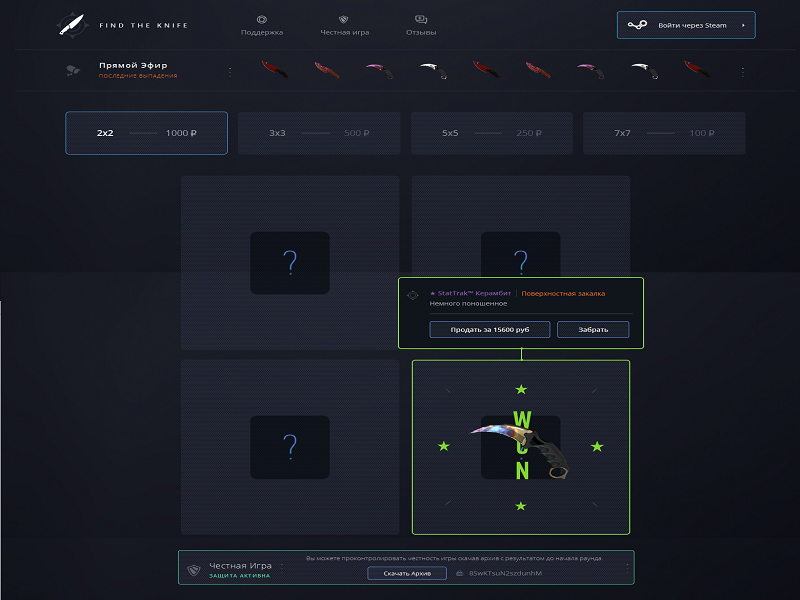 FIND THE KNIFE
Поддержка
Честная игра
Отзывы
Войти через Steam
Прямой Эфир
ПОСЛЕДНИЕ ВЫПАДЕНИЯ
2x2 1000 ₽
3x3 500 ₽
5x5 250 ₽
7x7 100 ₽
?
?
★ StatTrak™ Керамбит | Поверхностная закалка
Немного поношенное
Продать за 15600 руб
Забрать
?
WUN
Честная Игра
ЗАЩИТА АКТИВНА
Вы можете проконтролировать честность игры скачав архив с результатом до начала раунда
Скачать Архив
8SwKTsuN2szdunhM